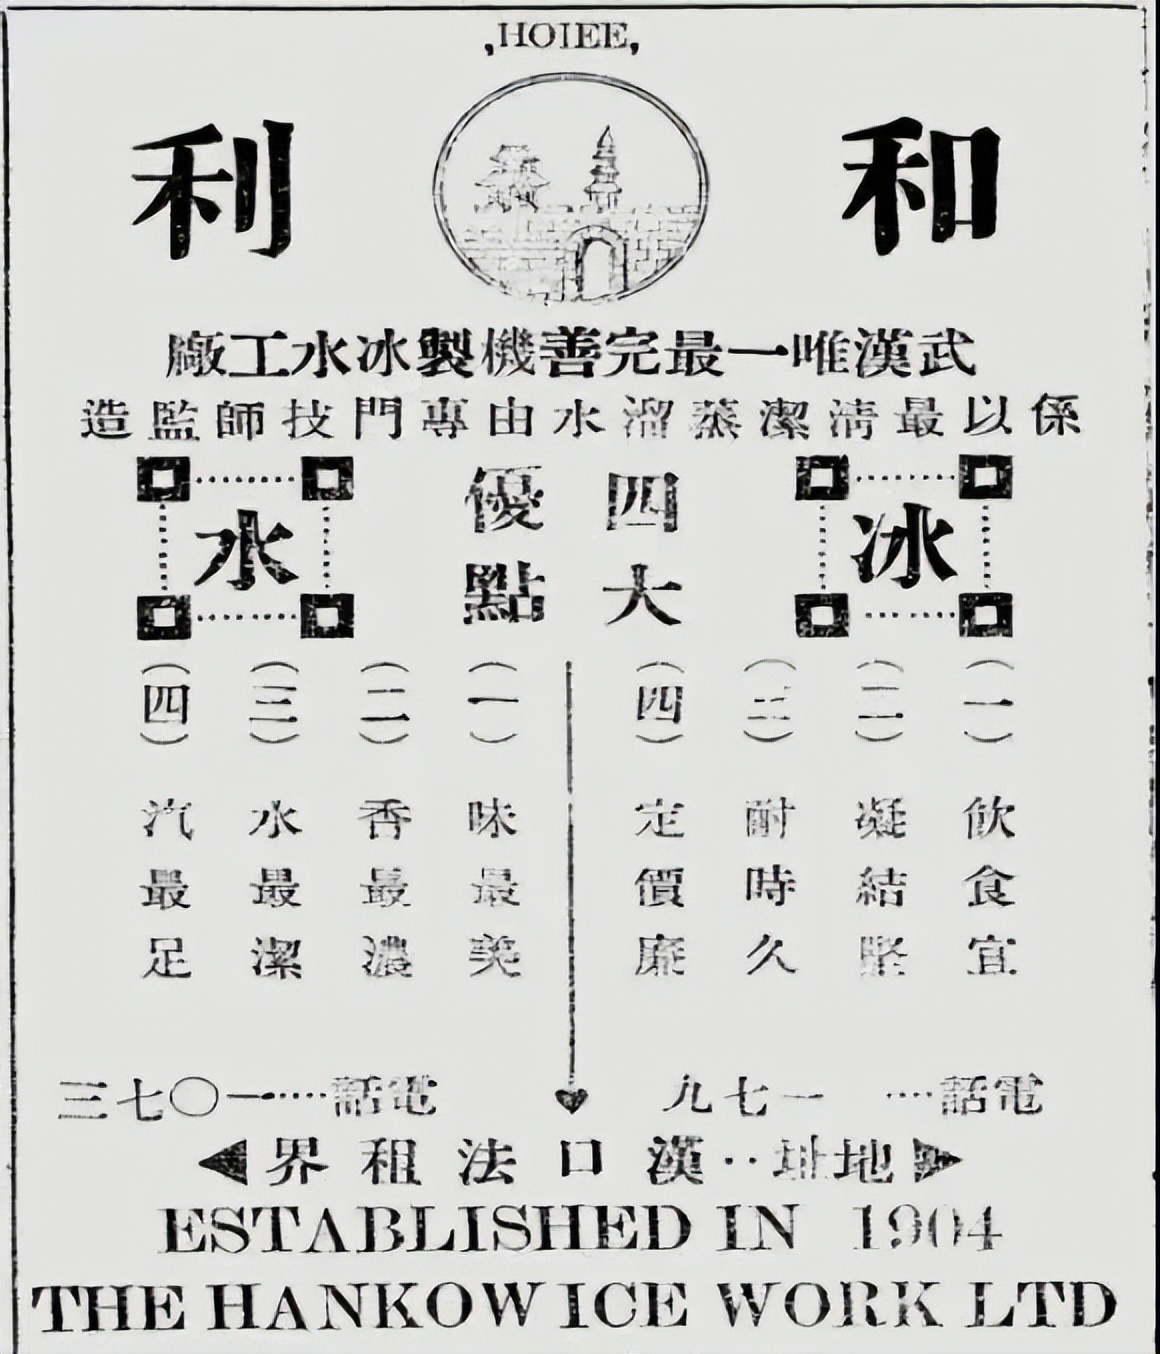 ,HOIEE,
和利
武漢唯一最完善機製冰水工廠
係以最清潔蒸溜水由專門技師監造
冰
四大
優點
水
(一)飲食宜
(二)凝結堅
(三)耐時久
(四)定價廉
(一)味最美
(二)香最濃
(三)水最潔
(四)汽最足
電話····一七九
電話·····一〇七三
地址··漢口法租界
ESTABLISHED IN 1904
THE HANKOW ICE WORK LTD